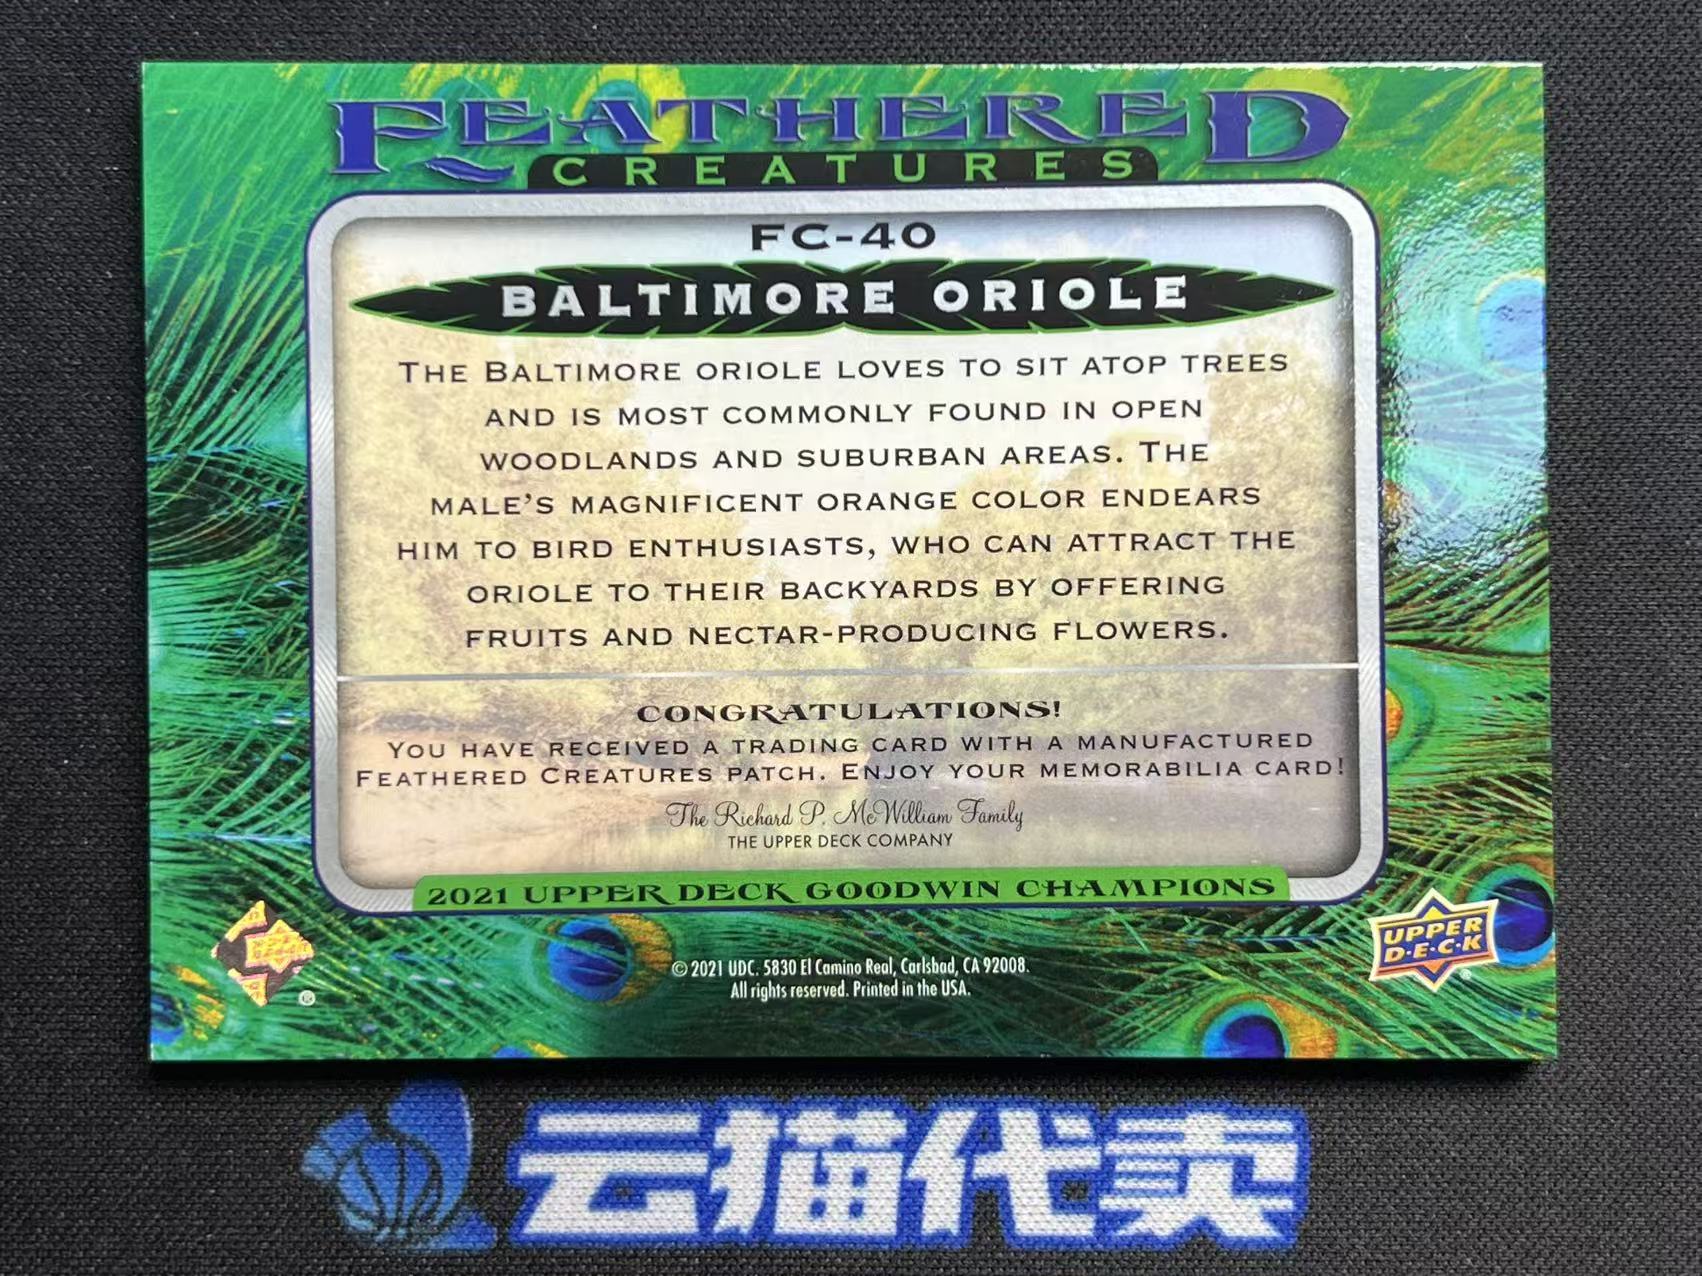 FEATHERED
CREATURES
FC-40
BALTIMORE ORIOLE
THE BALTIMORE ORIOLE LOVES TO SIT ATOP TREES
AND IS MOST COMMONLY FOUND IN OPEN
WOODLANDS AND SUBURBAN AREAS. THE
MALE'S MAGNIFICENT ORANGE COLOR ENDEARS
HIM TO BIRD ENTHUSIASTS, WHO CAN ATTRACT THE
ORIOLE TO THEIR BACKYARDS BY OFFERING
FRUITS AND NECTAR-PRODUCING FLOWERS.
CONGRATULATIONS!
YOU HAVE RECEIVED A TRADING CARD WITH A MANUFACTURED
FEATHERED CREATURES PATCH. ENJOY YOUR MEMORABILIA CARD!
The Richard P. McWilliam Family
THE UPPER DECK COMPANY
2021 UPPER DECK GOODWIN CHAMPIONS
UPPER
D·E·C·K
®
®
© 2021 UDC. 5830 El Camino Real, Carlsbad, CA 92008.
All rights reserved. Printed in the USA.
云猫代卖